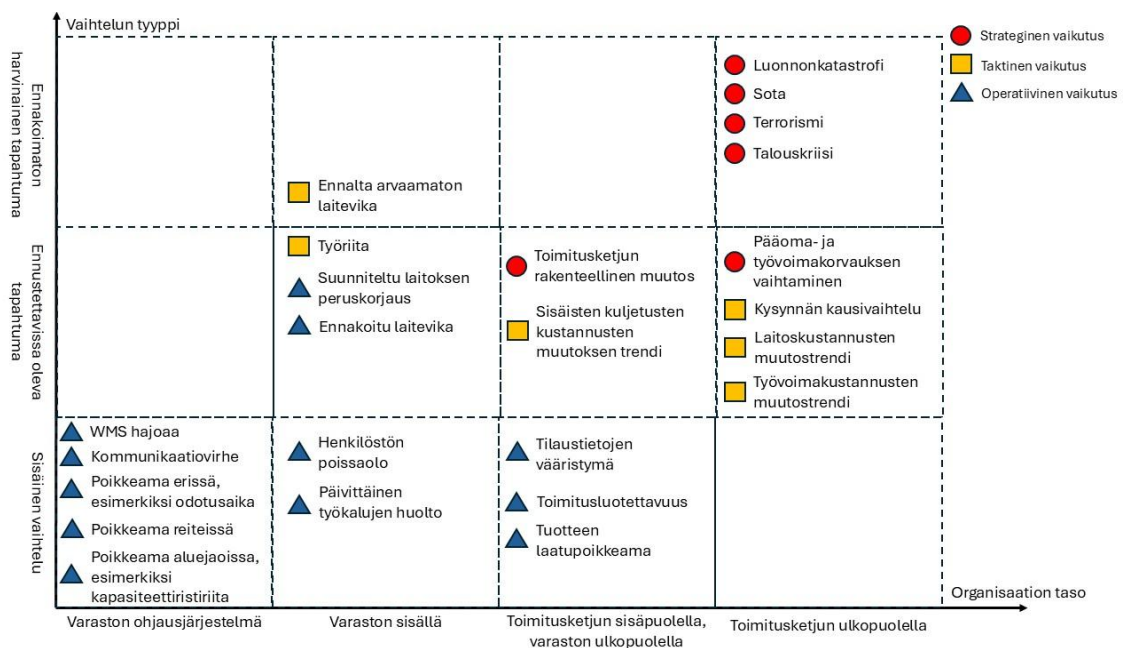 Vaihtelun tyyppi
Strateginen vaikutus
Taktinen vaikutus
Operatiivinen vaikutus
Ennakoimaton
harvinainen tapahtuma
Luonnonkatastrofi
Sota
Terrorismi
Talouskriisi
Ennalta arvaamaton
laitevika
Ennustettavissa oleva
tapahtuma
Työriita
Suunniteltu laitoksen
peruskorjaus
Ennakoitu laitevika
Toimitusketjun
rakenteellinen muutos
Sisäisten kuljetusten
kustannusten
muutoksen trendi
Pääoma- ja
työvoimakorvauksen
vaihtaminen
Kysynnän kausivaihtelu
Laitoskustannusten
muutostrendi
Työvoimakustannusten
muutostrendi
Sisäinen vaihtelu
WMS hajoaa
Kommunikaatiovirhe
Poikkeama erissä,
esimerkiksi odotusaika
Poikkeama reiteissä
Poikkeama aluejaoissa,
esimerkiksi
kapasiteettiristiriita
Henkilöstön
poissaolo
Päivittäinen
työkalujen huolto
Tilaustietojen
vääristymä
Toimitusluotettavuus
Tuotteen
laatupoikkeama
Organisaation taso
Varaston ohjausjärjestelmä
Varaston sisällä
Toimitusketjun sisäpuolella,
varaston ulkopuolella
Toimitusketjun ulkopuolella